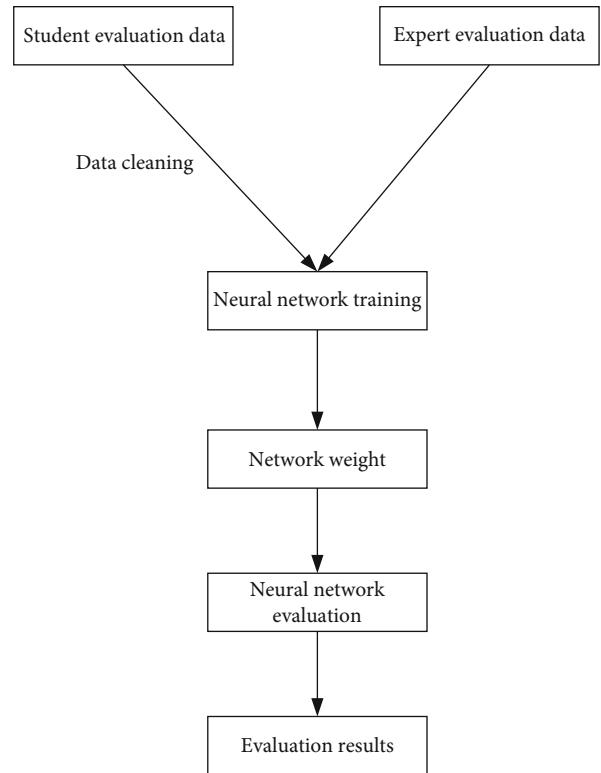 Student evaluation data
Expert evaluation data
Data cleaning
Neural network training
Network weight
Neural network
evaluation
Evaluation results